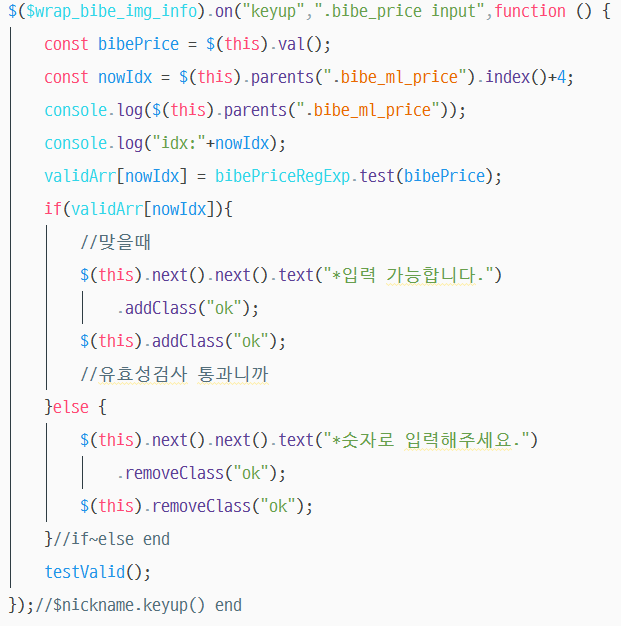 $($wrap_bibe_img_info).on("keyup",".bibe_price input",function () {
    const bibePrice = $(this).val();
    const nowIdx = $(this).parents(".bibe_ml_price").index()+4;
    console.log($(this).parents(".bibe_ml_price"));
    console.log("idx:"+nowIdx);
    validArr[nowIdx] = bibePriceRegExp.test(bibePrice);
    if(validArr[nowIdx]){
        //맞을때
        $(this).next().next().text("*입력 가능합니다.")
            .addClass("ok");
        $(this).addClass("ok");
        //유효성검사 통과니까
    }else {
        $(this).next().next().text("*숫자로 입력해주세요.")
            .removeClass("ok");
        $(this).removeClass("ok");
    }//if~else end
    testValid();
});//$nickname.keyup() end